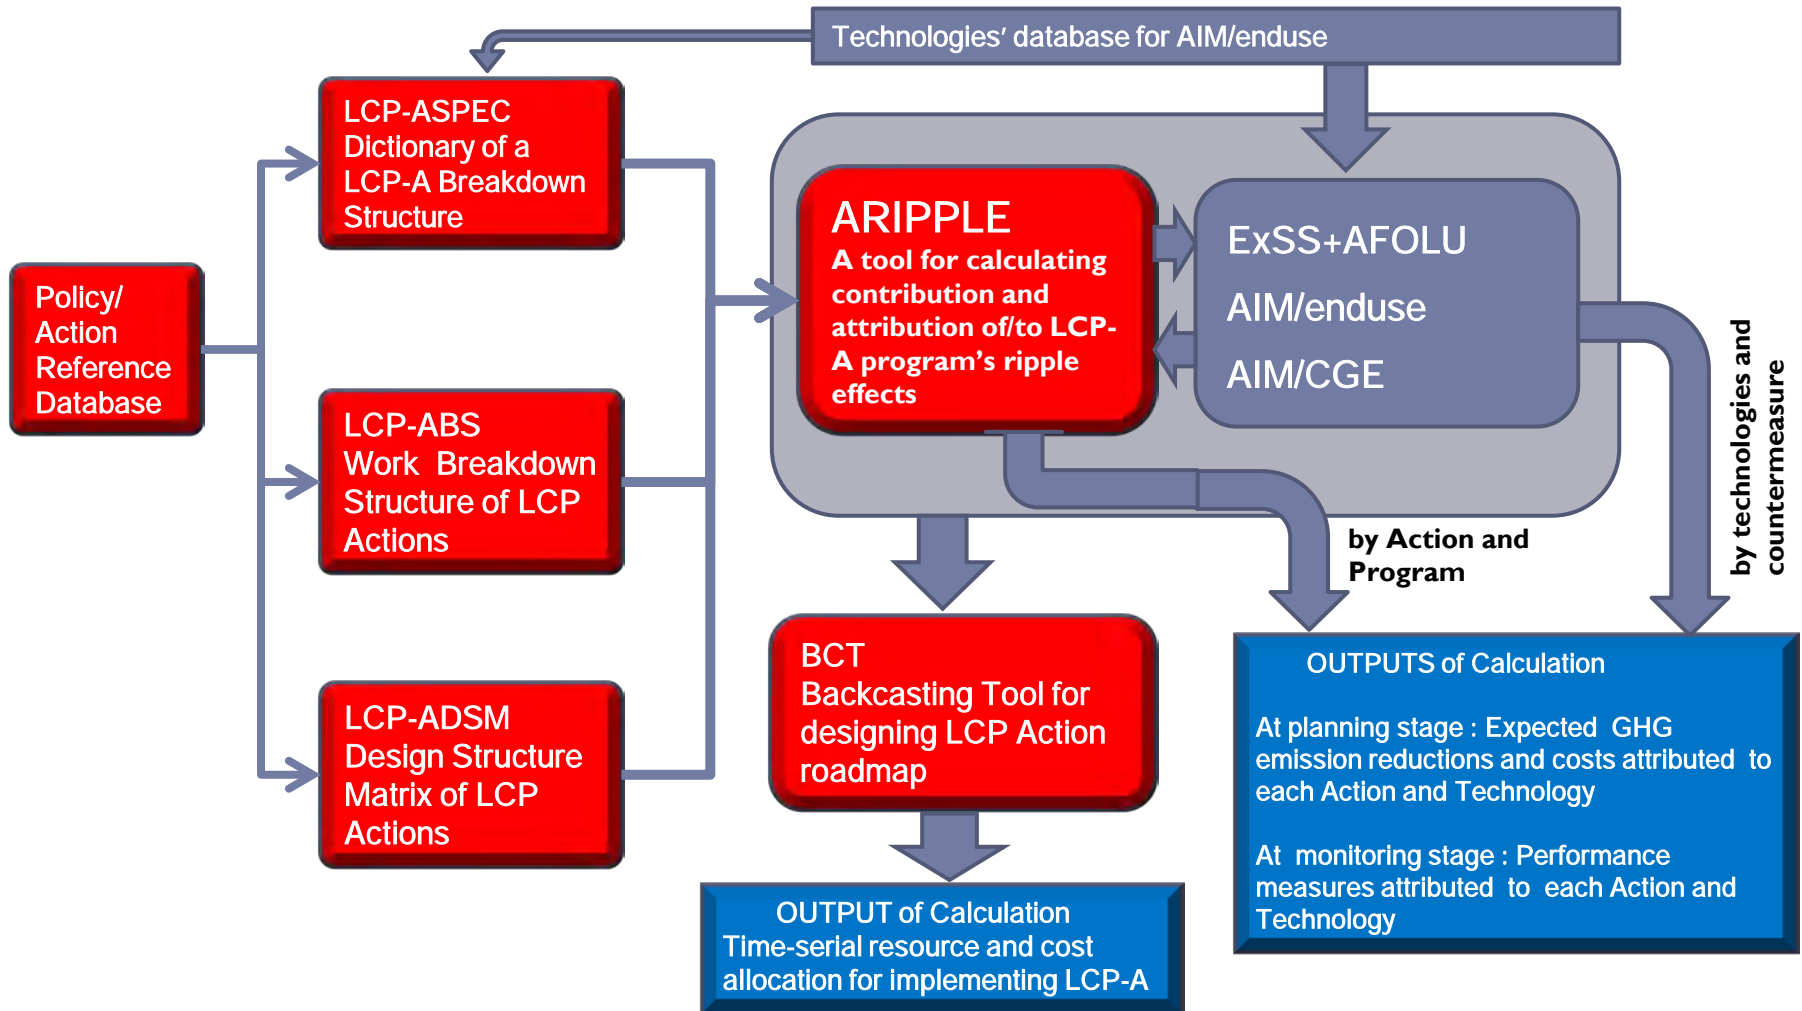 Technologies' database for AIM/enduse
LCP-ASPEC
Dictionary of a
LCP-A Breakdown
Structure
Policy/
Action
Reference
Database
LCP-ABS
Work Breakdown
Structure of LCP
Actions
LCP-ADSM
Design Structure
Matrix of LCP
Actions
ARIPPLE
A tool for calculating
contribution and
attribution of/to LCP-
A program's ripple
effects
ExSS+AFOLU
AIM/enduse
AIM/CGE
by technologies and
countermeasure
by Action and
Program
BCT
Backcasting Tool for
designing LCP Action
roadmap
OUTPUT of Calculation
Time-serial resource and cost
allocation for implementing LCP-A
OUTPUTS of Calculation
At planning stage : Expected GHG
emission reductions and costs attributed to
each Action and Technology
At monitoring stage : Performance
measures attributed to each Action and
Technology